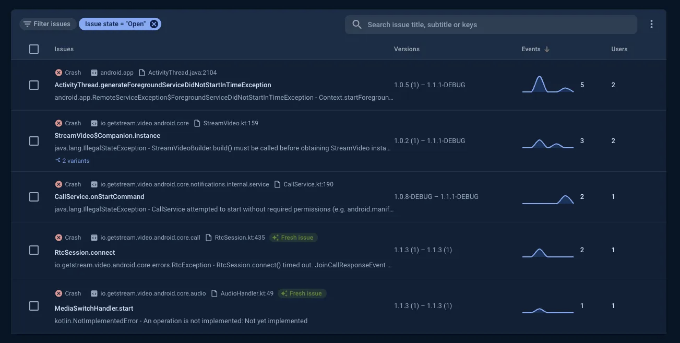 Filter issues
Issue state = "Open"
Search issue title, subtitle or keys
Issues Versions Events Users
Crash android.app ActivityThread.java:2104
ActivityThread.generateForegroundServiceDidNotStartInTimeException
android.app.RemoteServiceException$ForegroundServiceDidNotStartInTimeException - Context.startForegroun...
1.0.5 (1) – 1.1.1-DEBUG 5 2
Crash io.getstream.video.android.core StreamVideo.kt:159
StreamVideo$Companion.instance
java.lang.IllegalStateException - StreamVideoBuilder.build() must be called before obtaining StreamVideo insta...
2 variants
1.0.2 (1) – 1.1.1-DEBUG 3 2
Crash io.getstream.video.android.core.notifications.internal.service CallService.kt:190
CallService.onStartCommand
java.lang.IllegalStateException - CallService attempted to start without required permissions (e.g. android.manif...
1.0.8-DEBUG – 1.1.1-DEBUG 2 1
Crash io.getstream.video.android.core.call RtcSession.kt:435 Fresh issue
RtcSession.connect
io.getstream.video.android.core.errors.RtcException - RtcSession.connect() timed out. JoinCallResponseEvent ...
1.1.3 (1) – 1.1.3 (1) 2 1
Crash io.getstream.video.android.core.audio AudioHandler.kt:49 Fresh issue
MediaSwitchHandler.start
kotlin.NotImplementedError - An operation is not implemented: Not yet implemented
1.1.3 (1) – 1.1.3 (1) 1 1